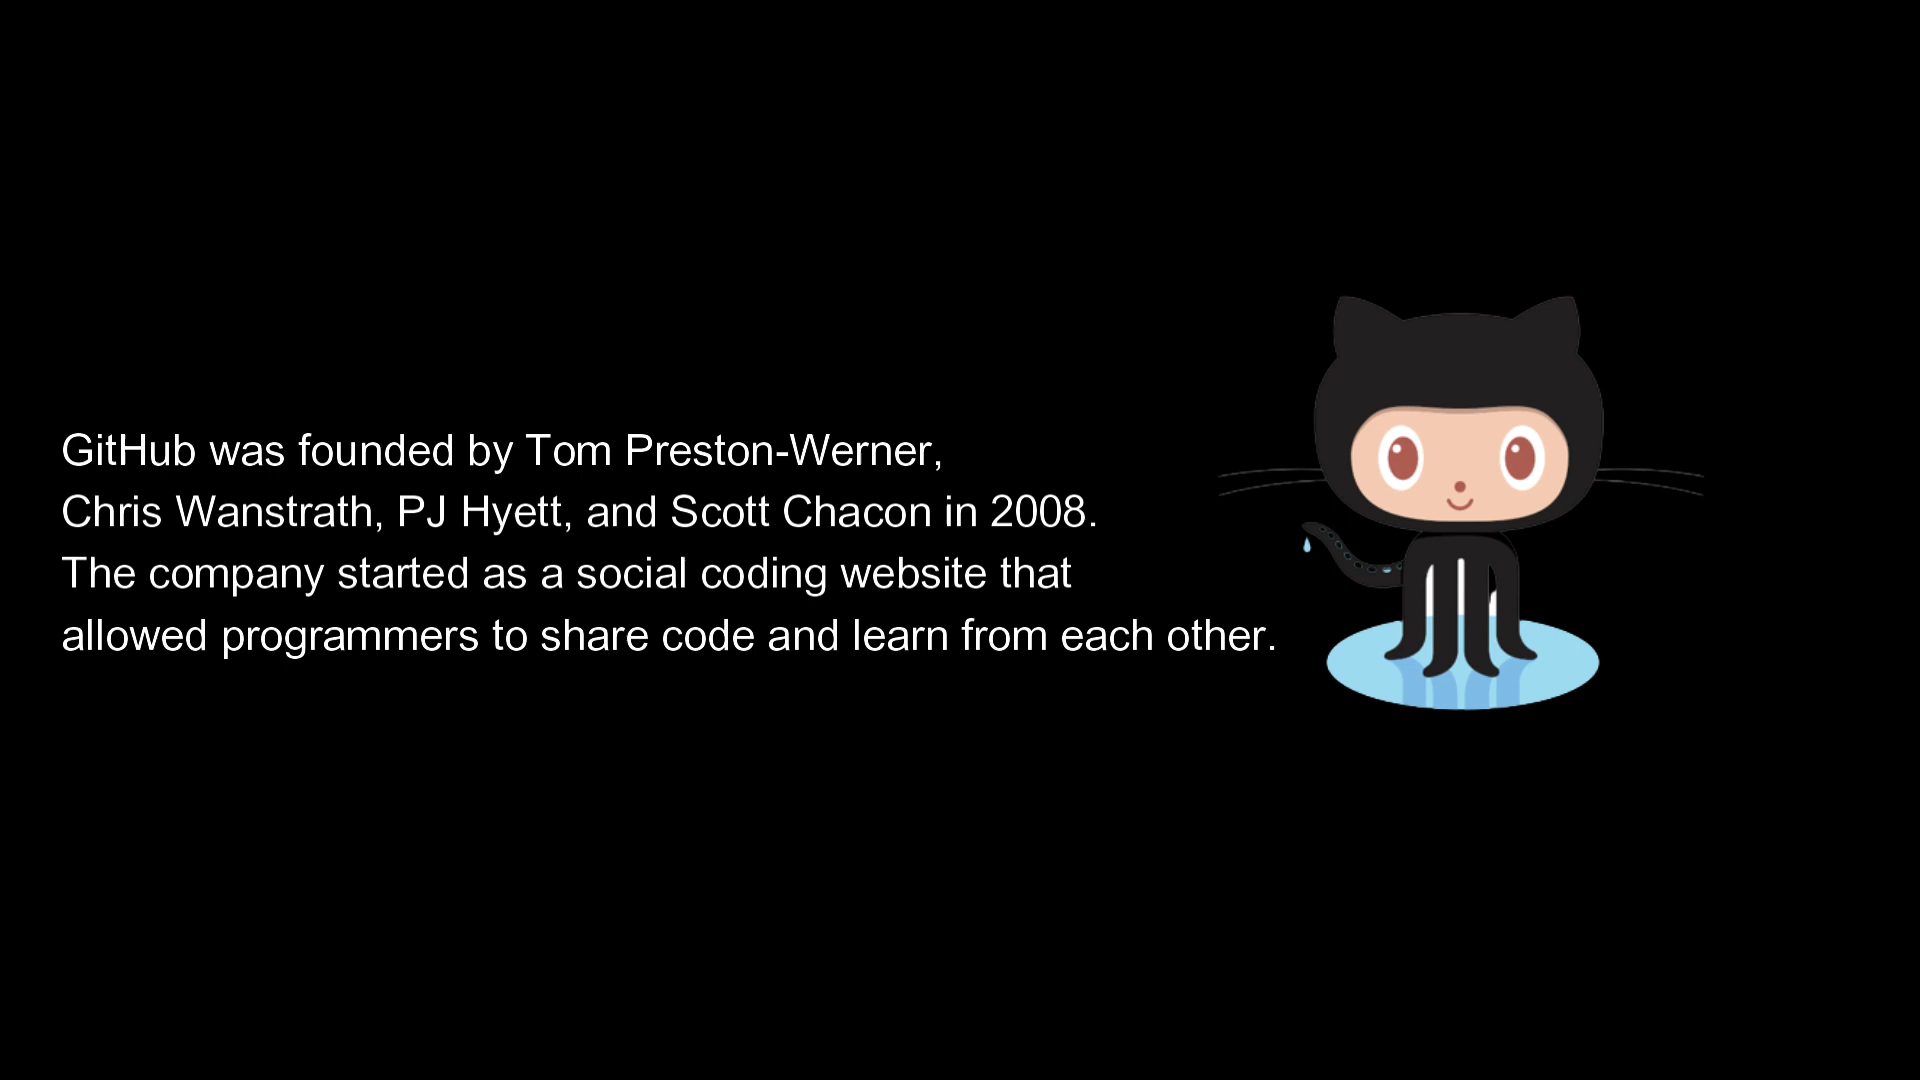 GitHub was founded by Tom Preston-Werner,
Chris Wanstrath, PJ Hyett, and Scott Chacon in 2008.
The company started as a social coding website that
allowed programmers to share code and learn from each other.